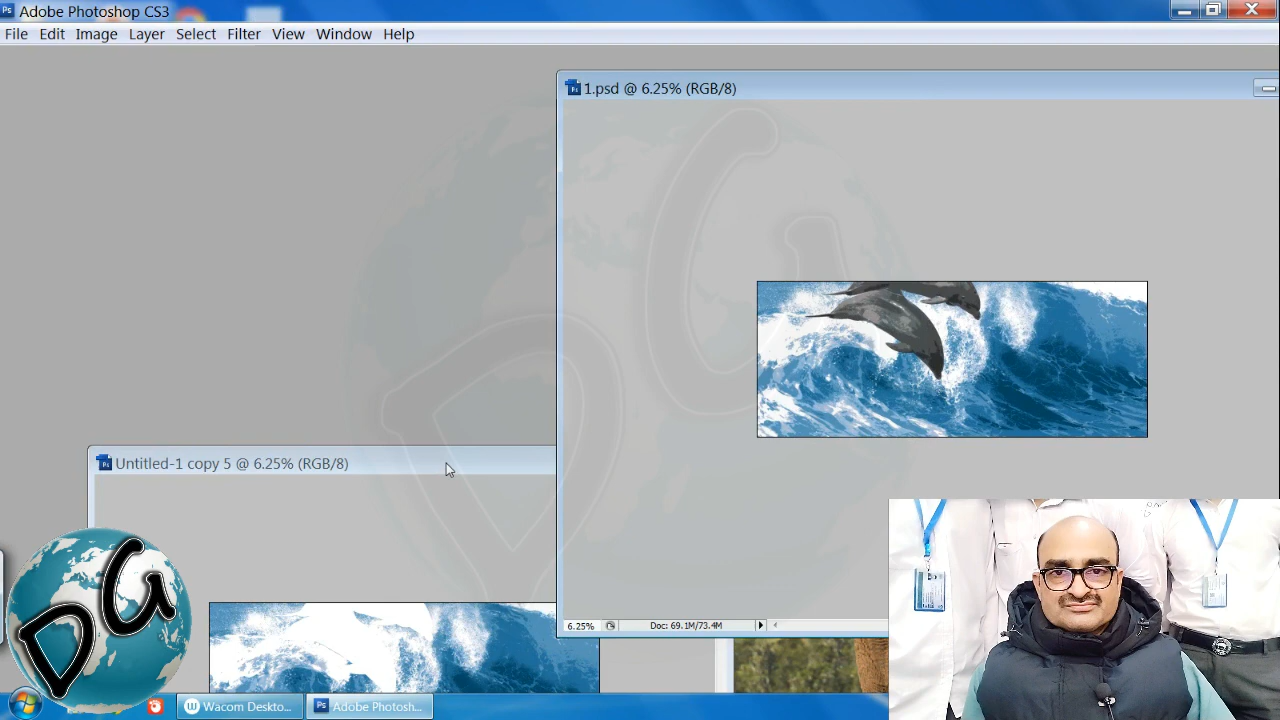 Adobe Photoshop CS3
File Edit Image Layer Select Filter View Window Help
1.psd @ 6.25% (RGB/8)
Untitled-1 copy 5 @ 6.25% (RGB/8)
6.25% Doc: 69.1M/73.4M
DG
Wacom Deskto... Adobe Photosh...